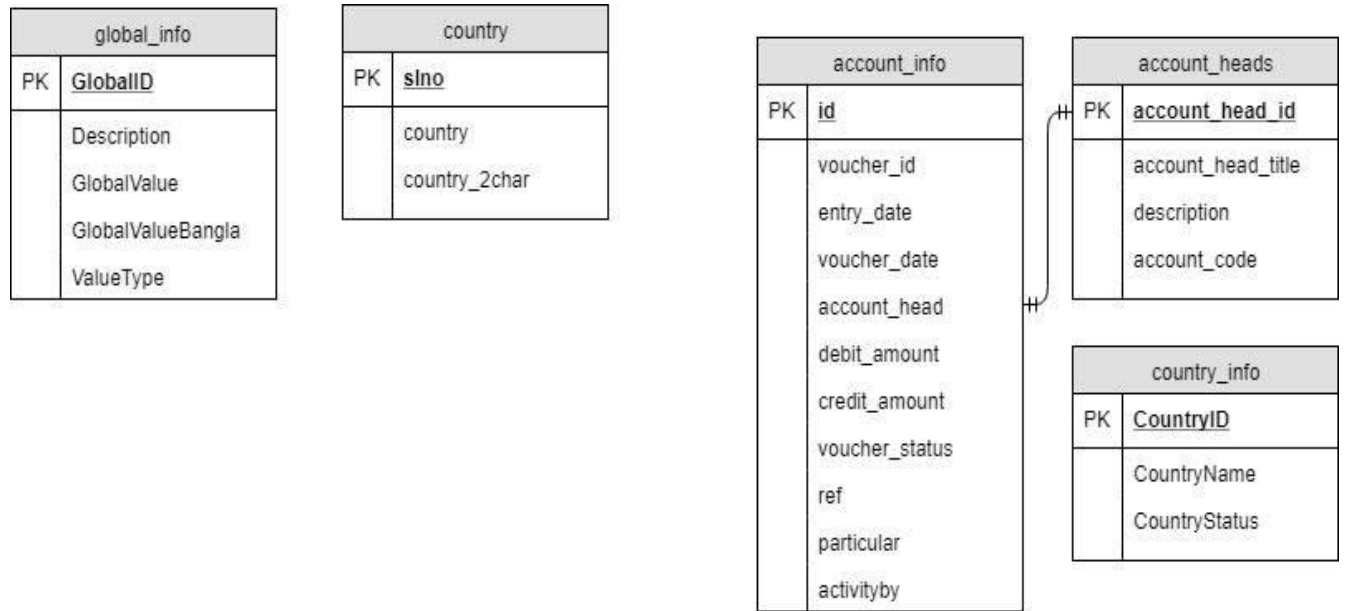 global_info
PK GlobalID
Description
GlobalValue
GlobalValueBangla
ValueType
country
PK slno
country
country_2char
account_info
PK id
voucher_id
entry_date
voucher_date
account_head
debit_amount
credit_amount
voucher_status
ref
particular
activityby
account_heads
PK account_head_id
account_head_title
description
account_code
country_info
PK CountryID
CountryName
CountryStatus